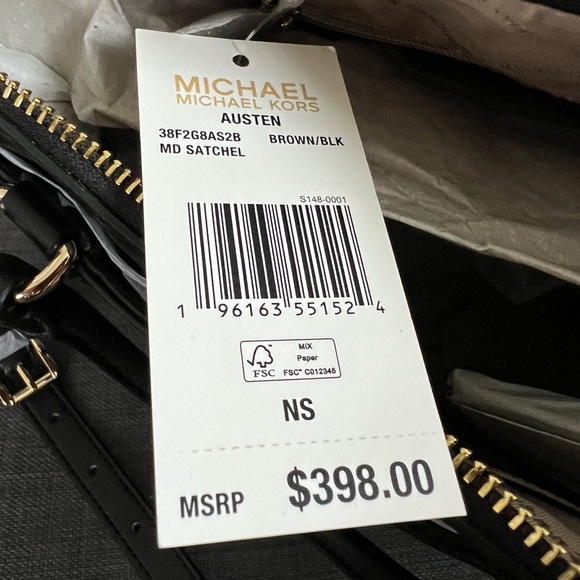 MICHAEL
MICHAEL KORS
AUSTEN
38F2G8AS2B BROWN/BLK
MD SATCHEL
S148-0001
1 96163 55152 4
FSC
MIX
Paper
FSC™ C012345
NS
MSRP $398.00